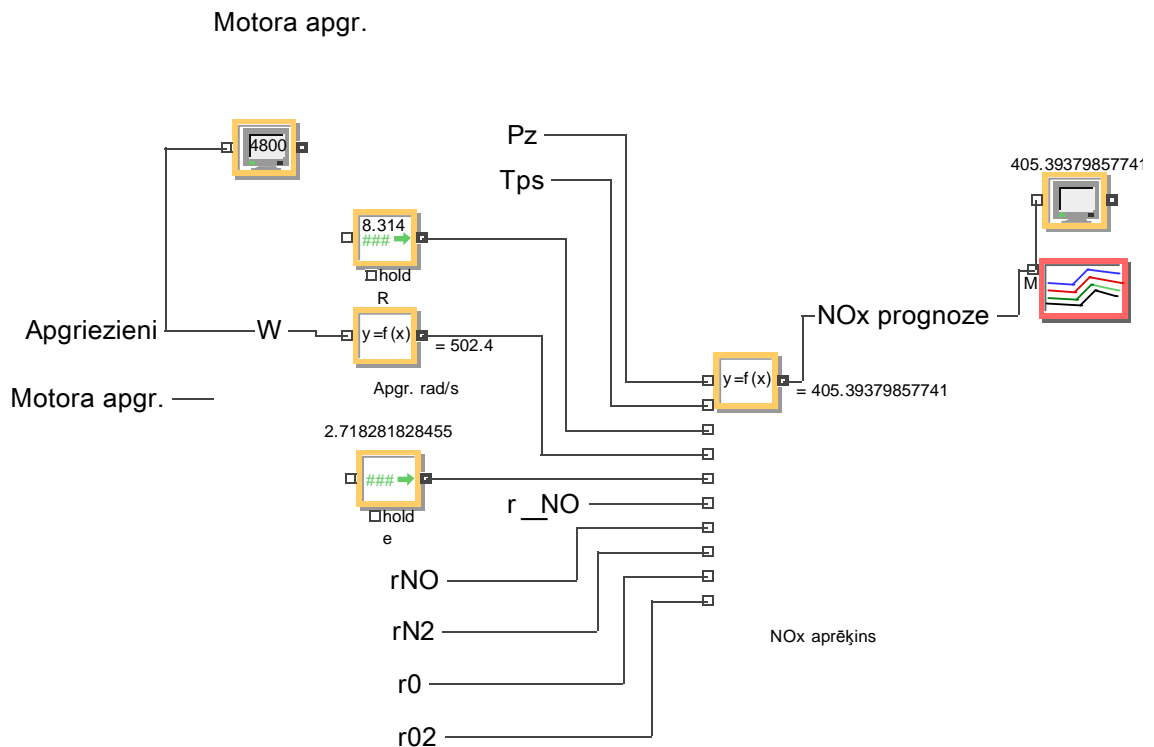 Motora apgr.
4800
Pz
Tps
405.39379857741
8.314
###
hold
R
M
Apgriezieni
W
y=f(x)
= 502.4
NOx prognoze
Motora apgr.
Apgr. rad/s
y=f(x)
= 405.39379857741
2.718281828455
###
hold
e
r_NO
rNO
rN2
NOx aprēķins
r0
r02